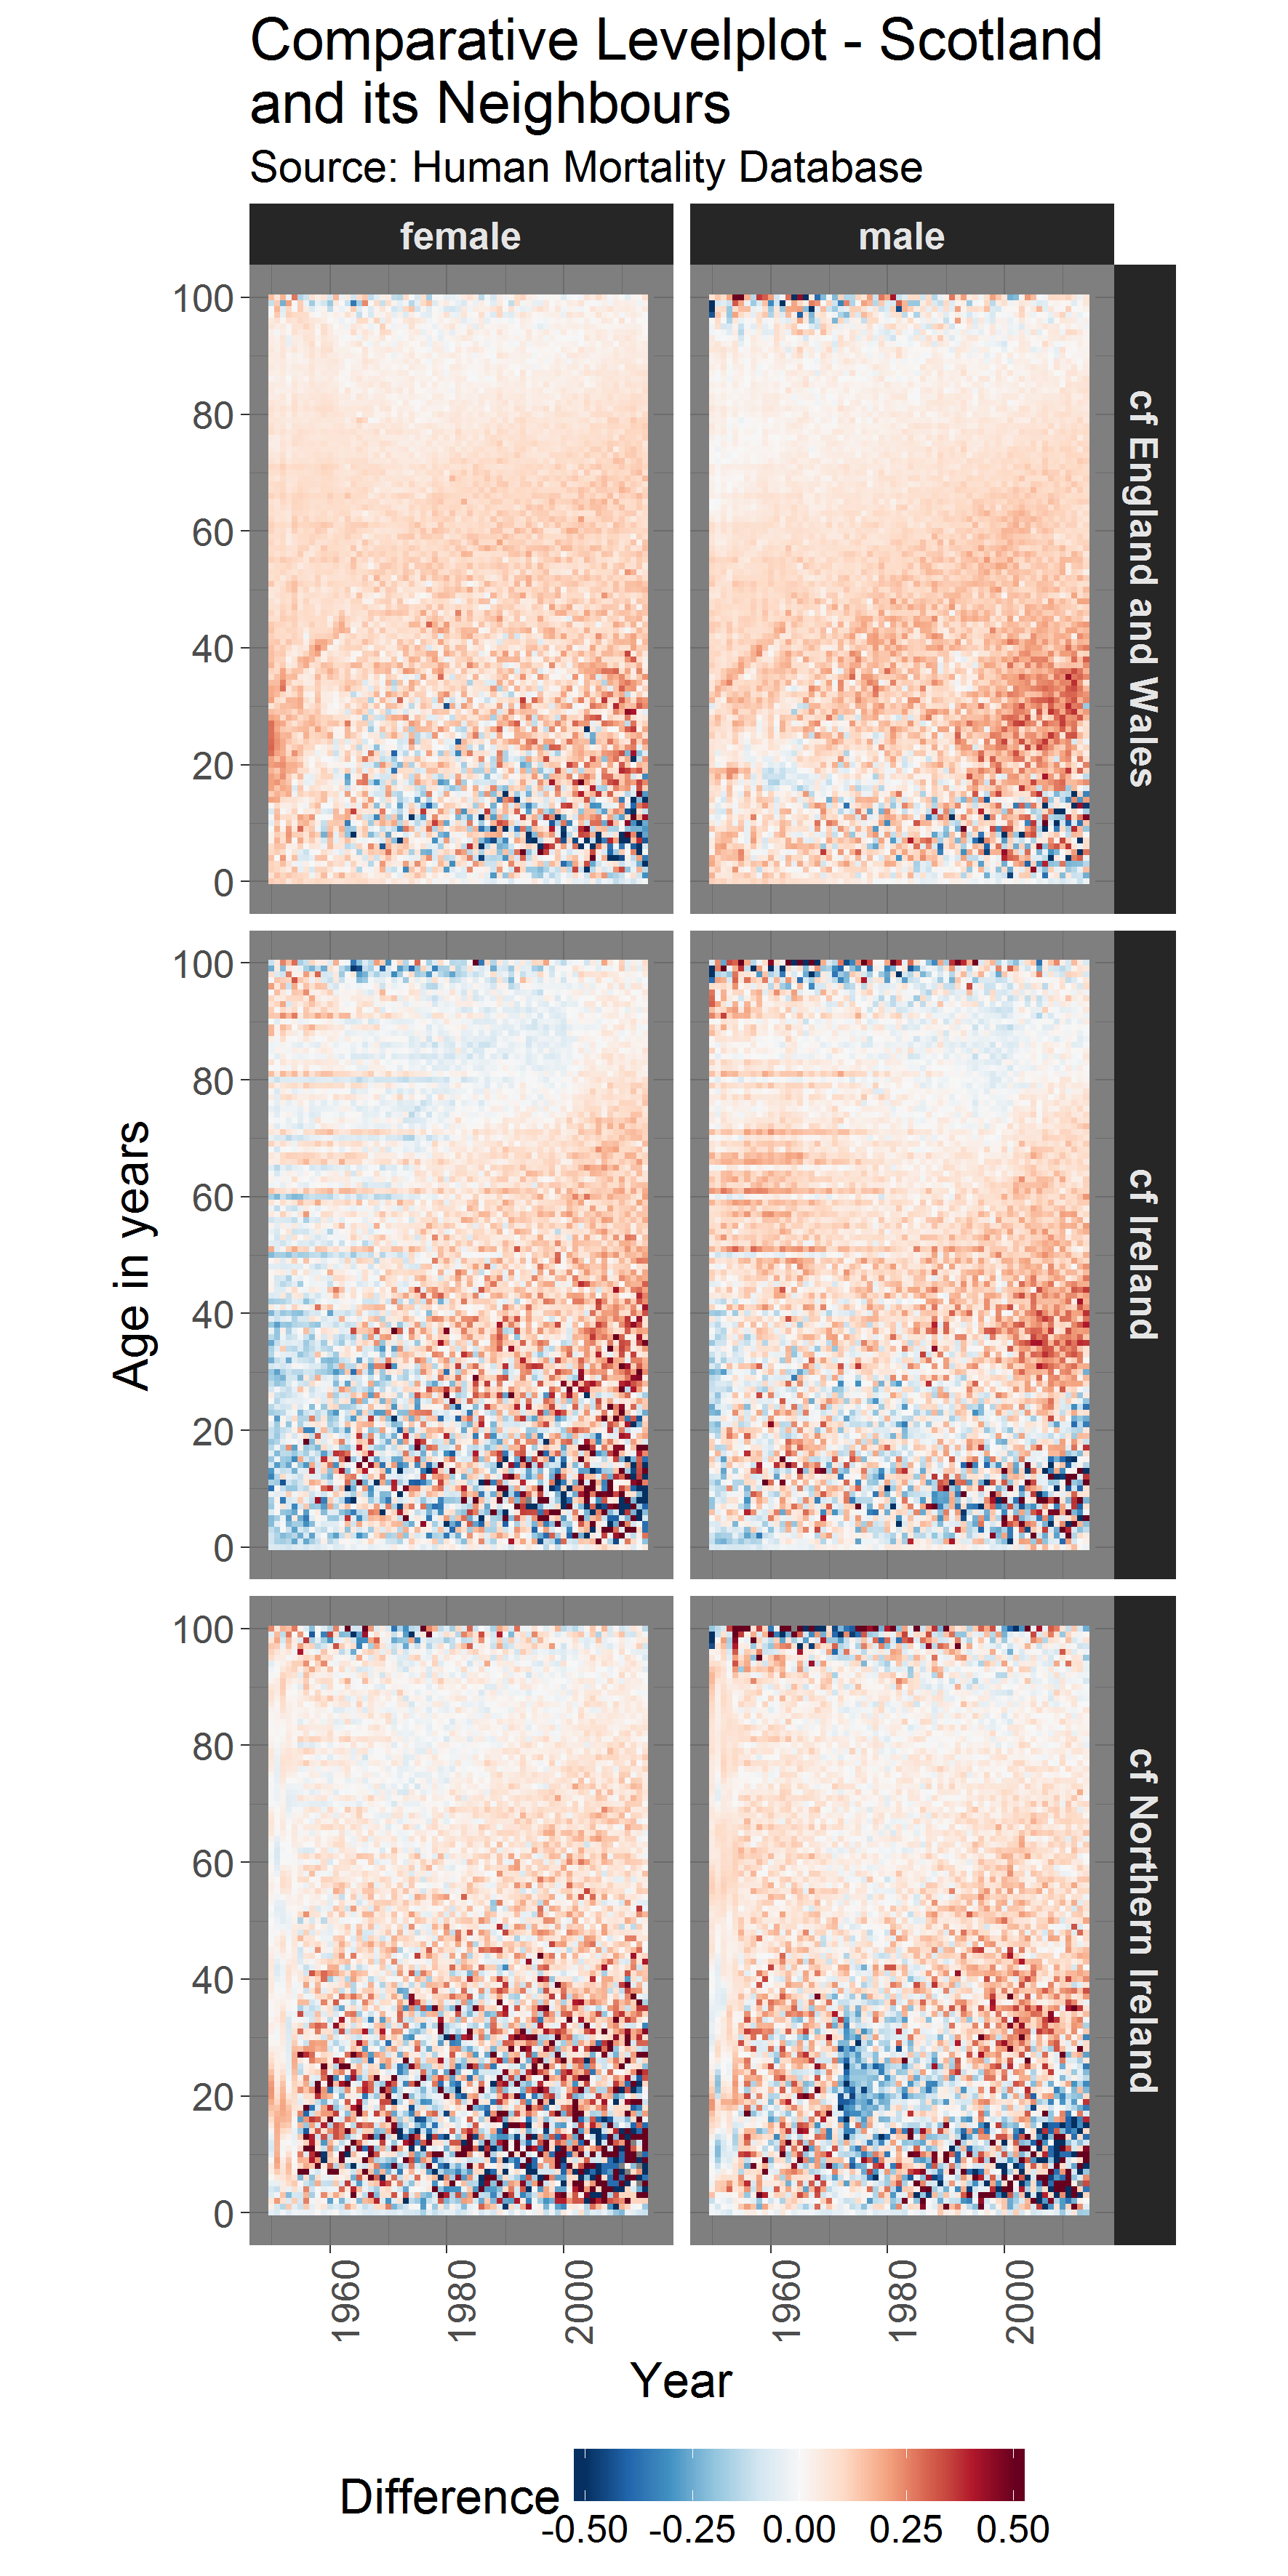 Comparative Levelplot - Scotland
and its Neighbours
Source: Human Mortality Database
female
male
100
80
60
40
20
0
cf England and Wales
100
80
60
40
20
0
cf Ireland
Age in years
100
80
60
40
20
0
cf Northern Ireland
1960
1980
2000
1960
1980
2000
Year
Difference
-0.50
-0.25
0.00
0.25
0.50